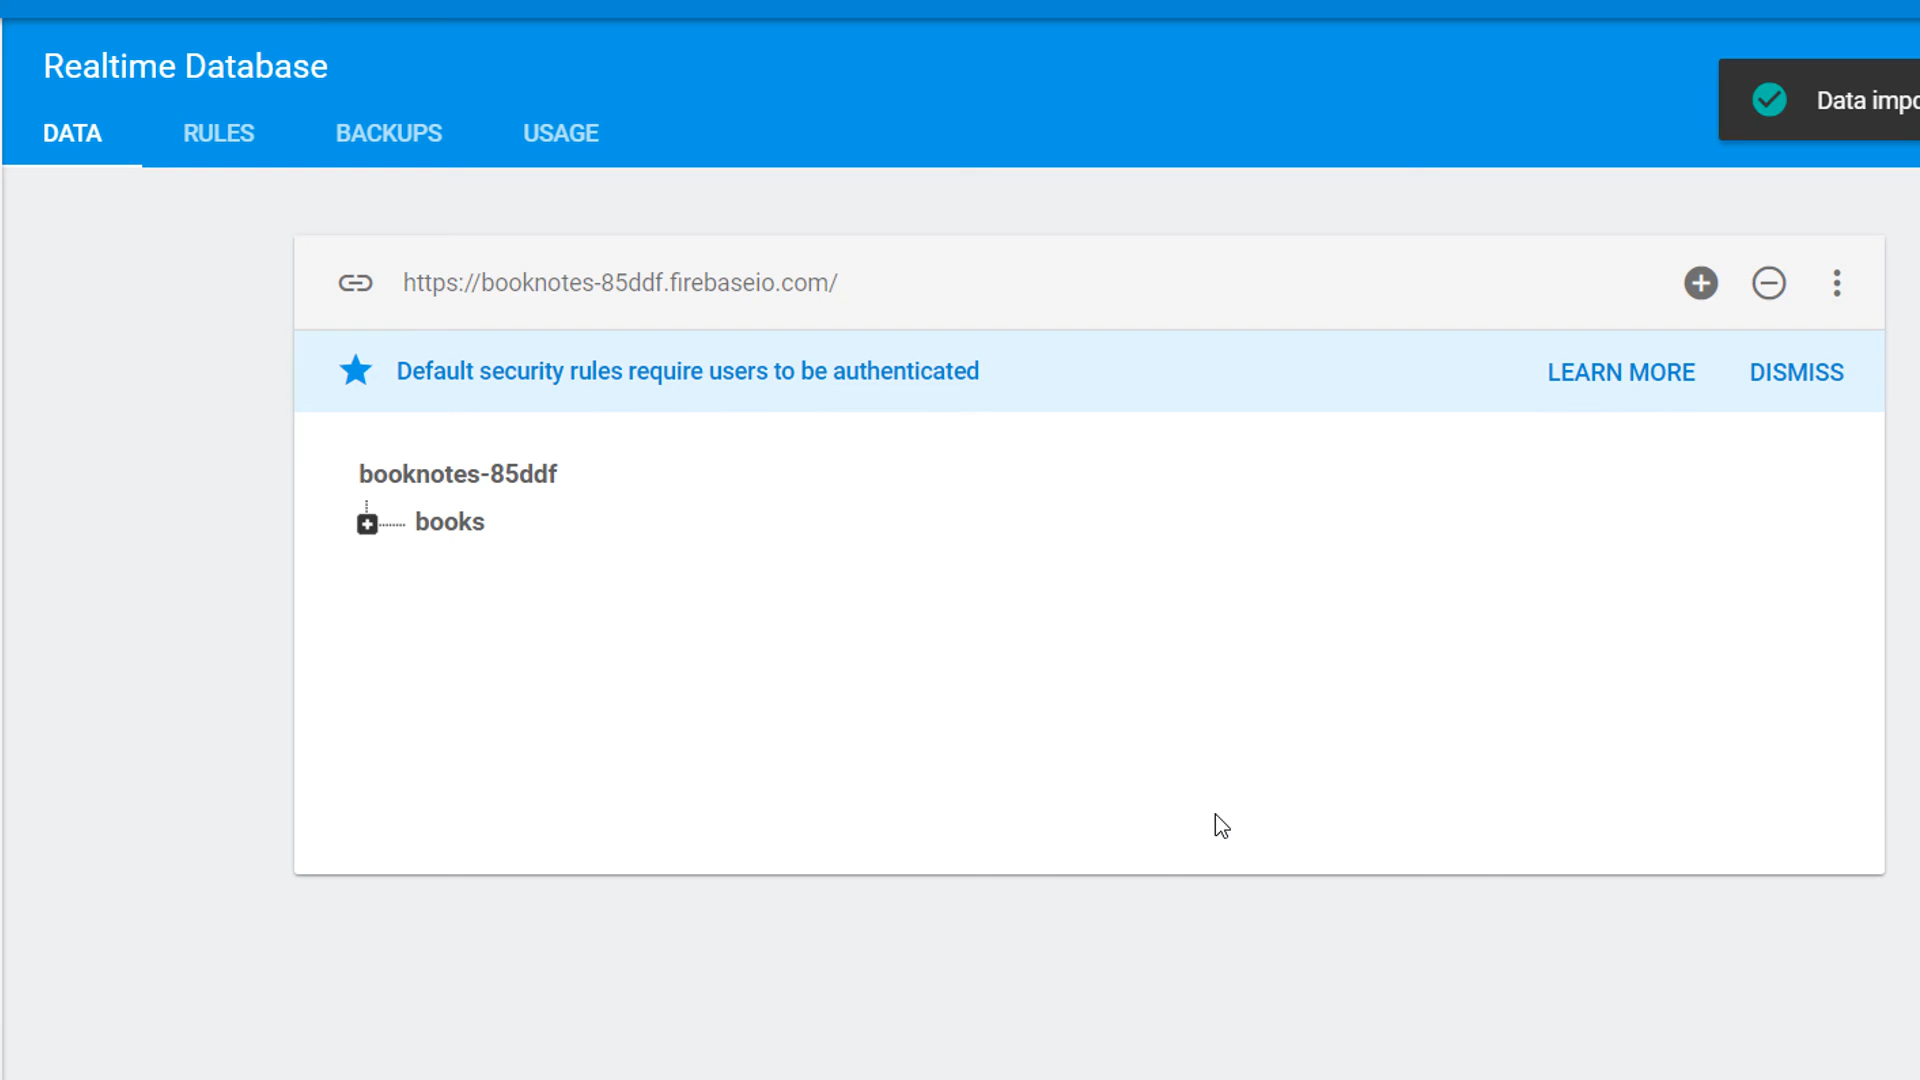 Realtime Database
DATA RULES BACKUPS USAGE
Data impo
https://booknotes-85ddf.firebaseio.com/
Default security rules require users to be authenticated LEARN MORE DISMISS
booknotes-85ddf
books